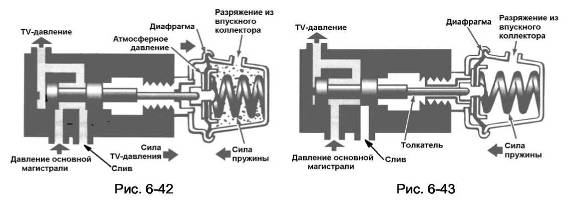 TV-давление
Диафрагма
Атмосферное
давление
Разряжение из
впускного
коллектора
Давление основной
магистрали
Слив
Сила
TV-давления
Сила
пружины
Рис. 6-42
TV-давление
Диафрагма
Разряжение из
впускного
коллектора
Давление основной
магистрали
Слив
Толкатель
Сила
пружины
Рис. 6-43